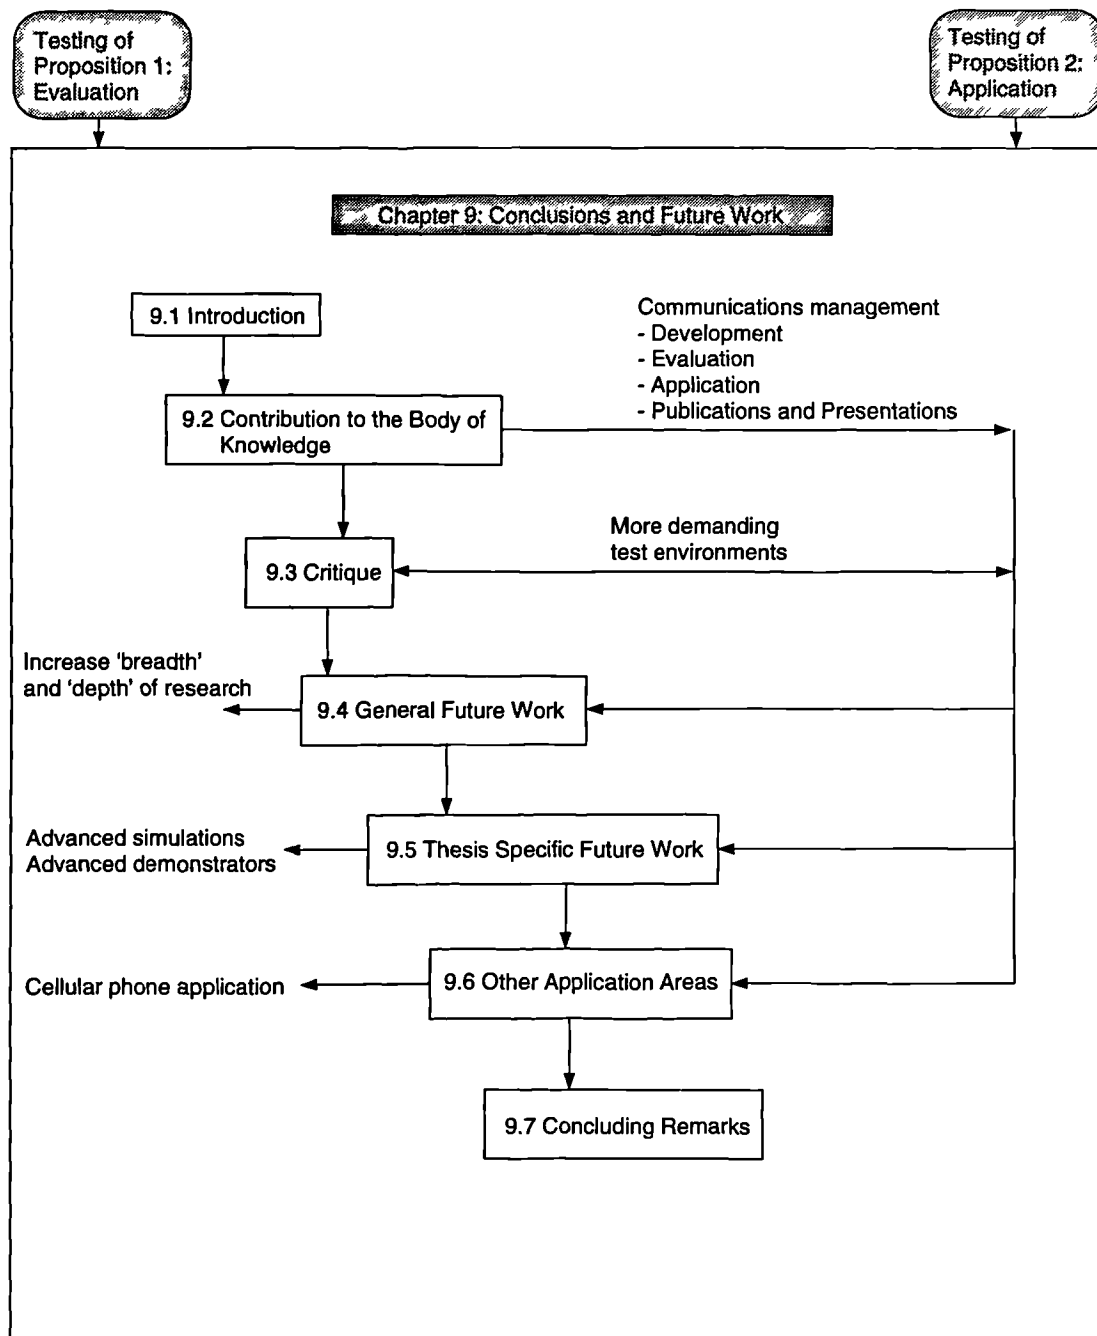 Testing of
Proposition 1:
Evaluation
Testing of
Proposition 2:
Application
Chapter 9: Conclusions and Future Work
9.1 Introduction
Communications management
- Development
- Evaluation
- Application
- Publications and Presentations
9.2 Contribution to the Body of
Knowledge
More demanding
test environments
9.3 Critique
Increase ‘breadth’
and ‘depth’ of research
9.4 General Future Work
Advanced simulations
Advanced demonstrators
9.5 Thesis Specific Future Work
Cellular phone application
9.6 Other Application Areas
9.7 Concluding Remarks